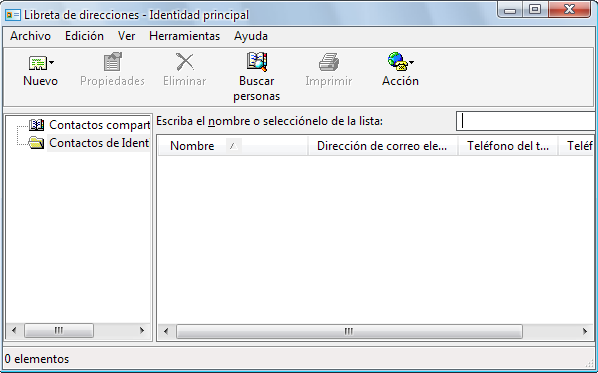 Libreta de direcciones - Identidad principal
Archivo Edición Ver Herramientas Ayuda
Nuevo Propiedades Eliminar Buscar personas Imprimir Acción
Escriba el nombre o selecciónelo de la lista:
Contactos compart
Contactos de Ident
Nombre Dirección de correo ele... Teléfono del t... Teléf
0 elementos